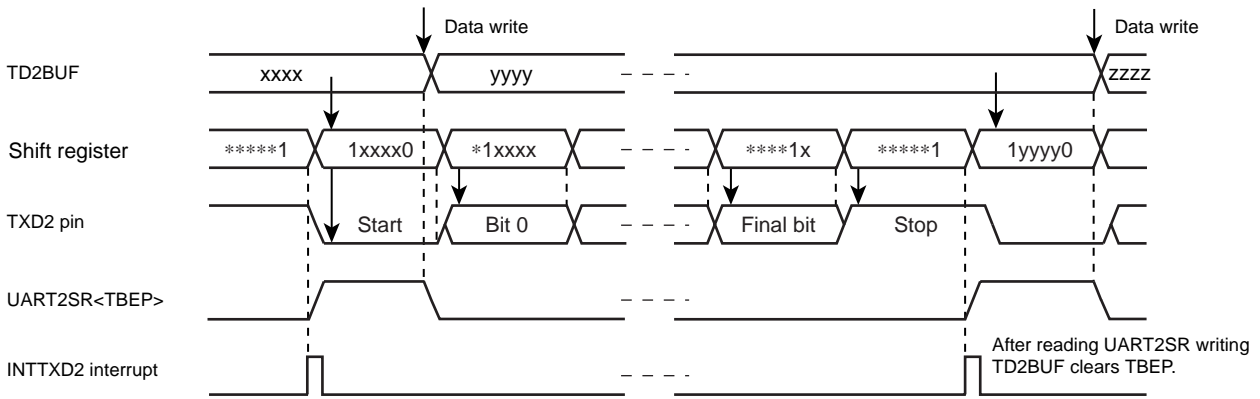 Data write
Data write
TD2BUF
xxxx
yyyy
zzzz
Shift register
*****1
1xxxx0
*1xxxx
****1x
*****1
1yyyy0
TXD2 pin
Start
Bit 0
Final bit
Stop
UART2SR<TBEP>
INTTXD2 interrupt
After reading UART2SR writing
TD2BUF clears TBEP.